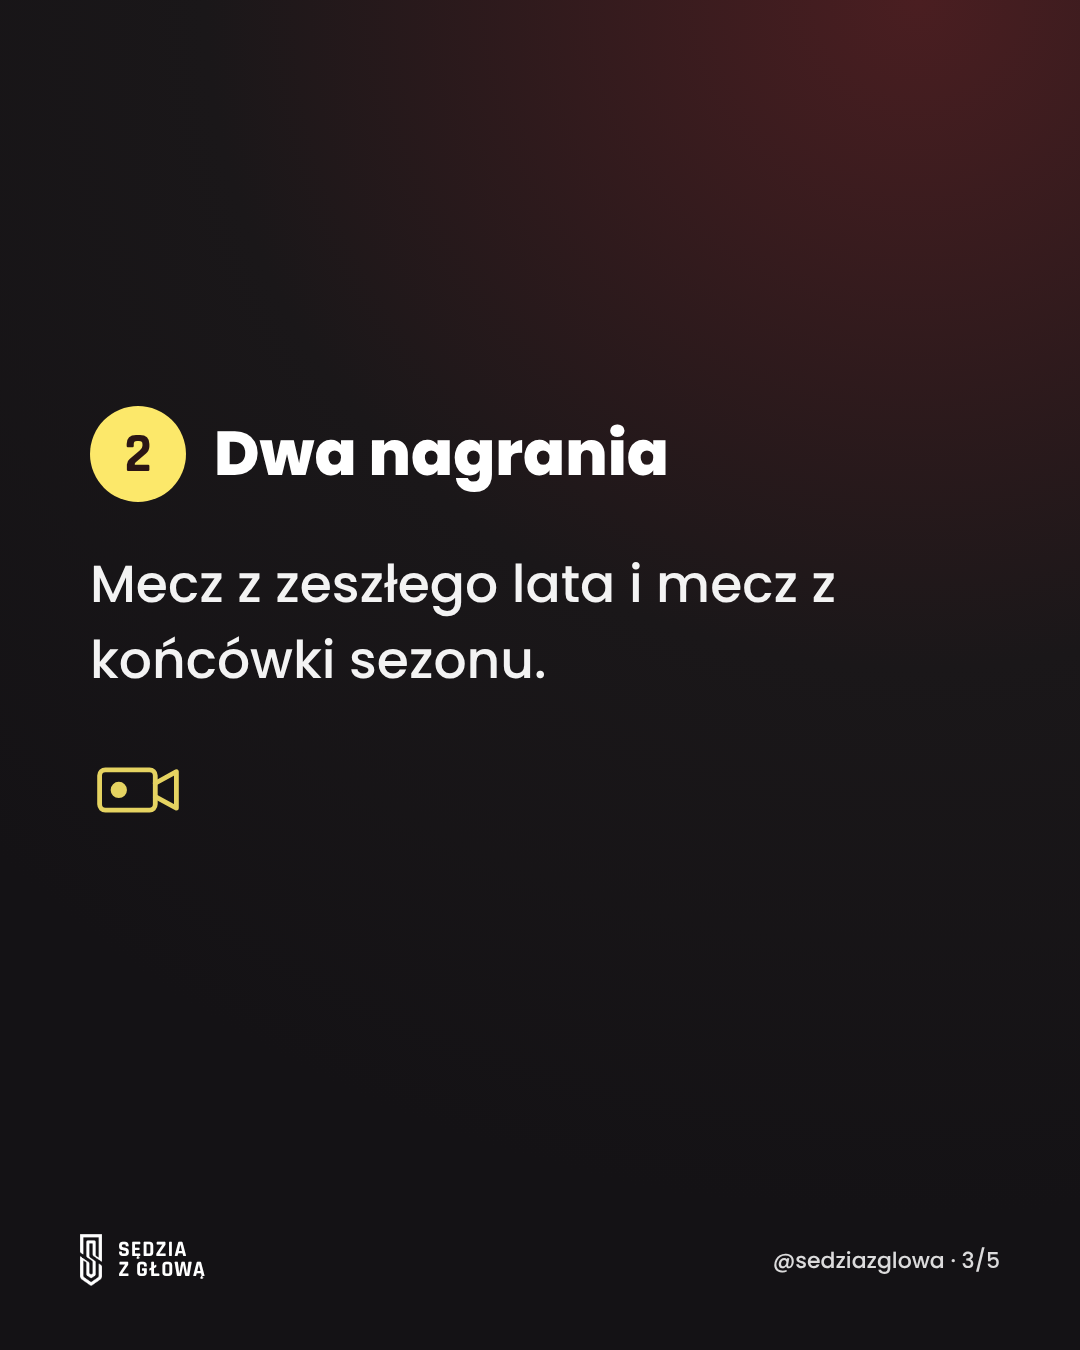 2 Dwa nagrania
Mecz z zeszłego lata i mecz z
końcówki sezonu.
SĘDZIA
Z GŁOWĄ
@sedziazglowa · 3/5